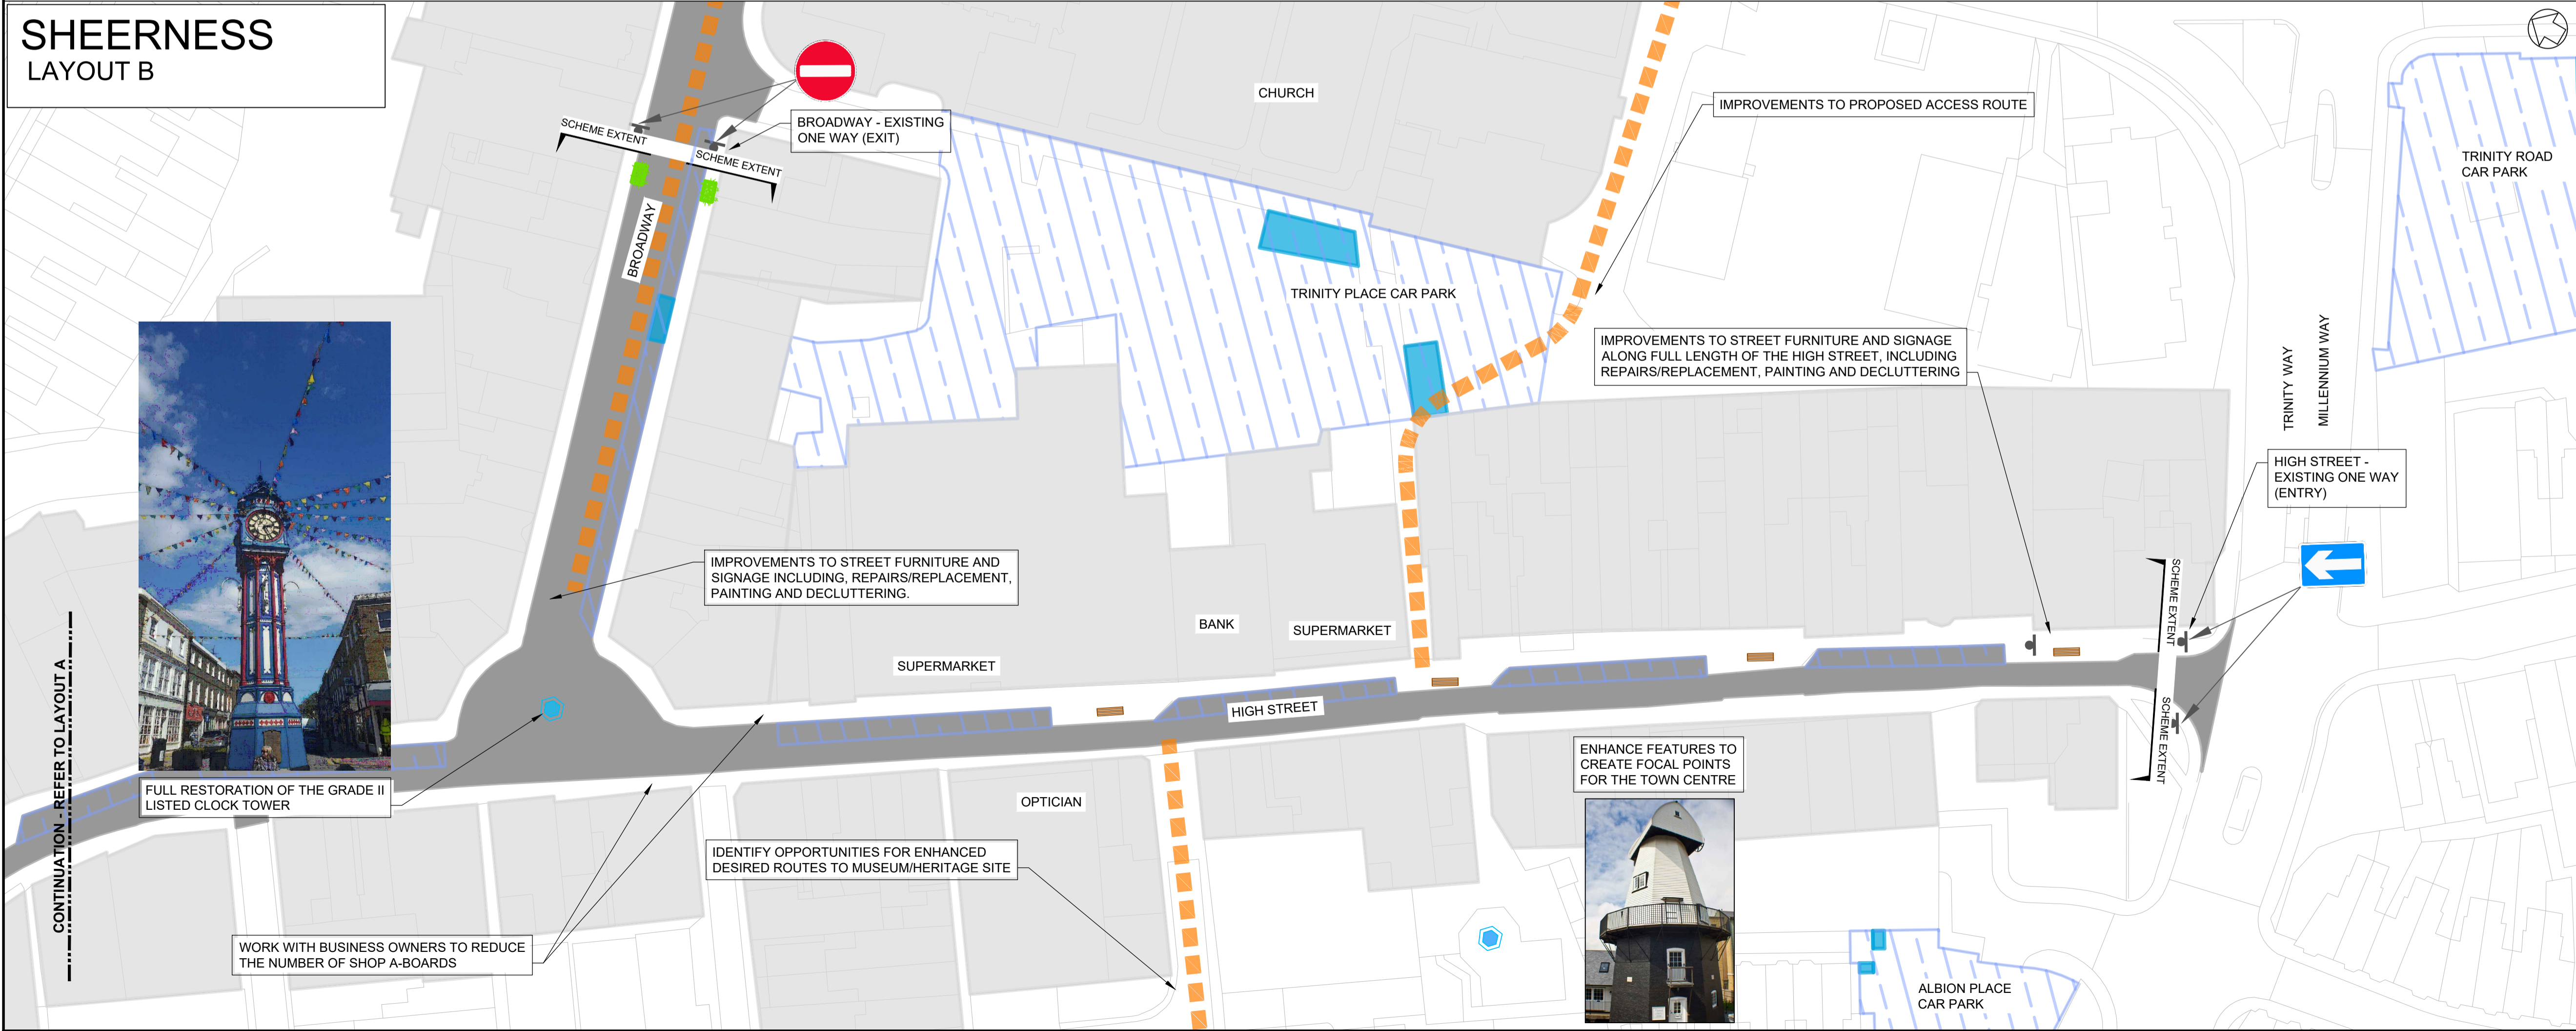 SHEERNESS
LAYOUT B
SCHEME EXTENT
SCHEME EXTENT
BROADWAY - EXISTING
ONE WAY (EXIT)
BROADWAY
CHURCH
TRINITY PLACE CAR PARK
IMPROVEMENTS TO PROPOSED ACCESS ROUTE
TRINITY ROAD
CAR PARK
IMPROVEMENTS TO STREET FURNITURE AND SIGNAGE
ALONG FULL LENGTH OF THE HIGH STREET, INCLUDING
REPAIRS/REPLACEMENT, PAINTING AND DECLUTTERING
TRINITY WAY
MILLENNIUM WAY
HIGH STREET -
EXISTING ONE WAY
(ENTRY)
SCHEME EXTENT
SCHEME EXTENT
IMPROVEMENTS TO STREET FURNITURE AND
SIGNAGE INCLUDING, REPAIRS/REPLACEMENT,
PAINTING AND DECLUTTERING.
BANK
SUPERMARKET
SUPERMARKET
HIGH STREET
CONTINUATION - REFER TO LAYOUT A
FULL RESTORATION OF THE GRADE II
LISTED CLOCK TOWER
OPTICIAN
ENHANCE FEATURES TO
CREATE FOCAL POINTS
FOR THE TOWN CENTRE
IDENTIFY OPPORTUNITIES FOR ENHANCED
DESIRED ROUTES TO MUSEUM/HERITAGE SITE
WORK WITH BUSINESS OWNERS TO REDUCE
THE NUMBER OF SHOP A-BOARDS
ALBION PLACE
CAR PARK